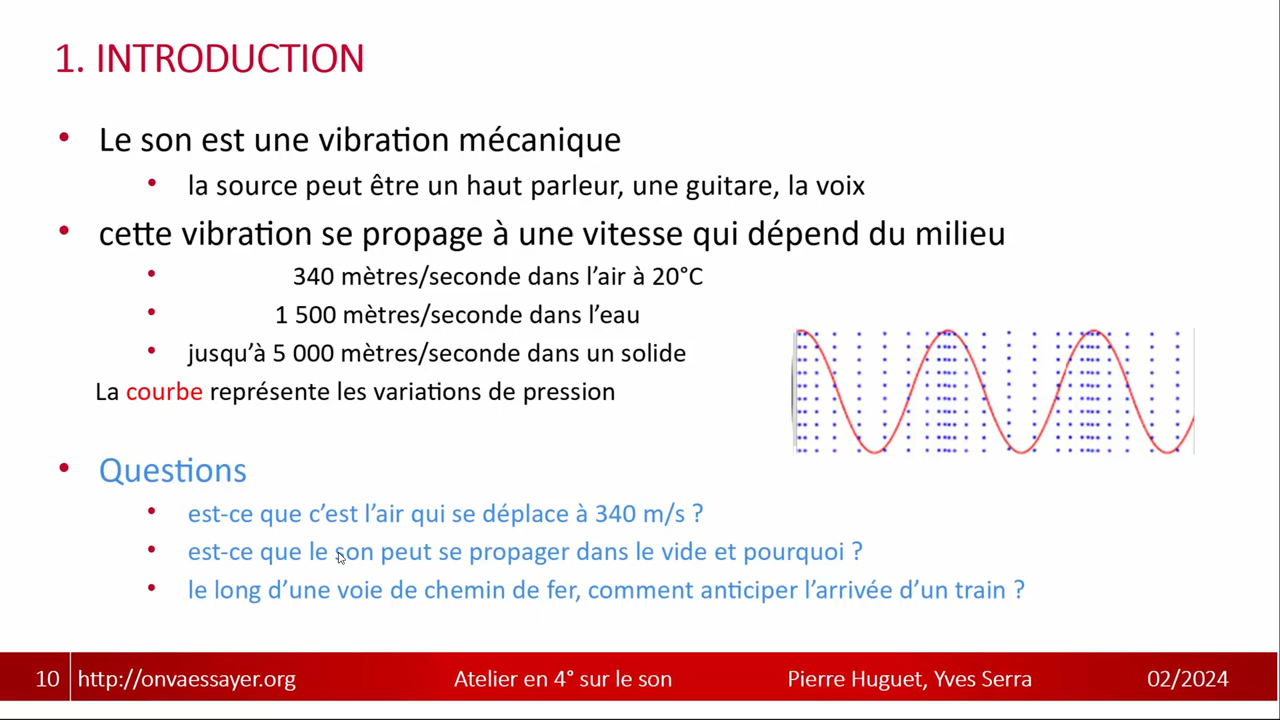 1. INTRODUCTION
• Le son est une vibration mécanique
• la source peut être un haut parleur, une guitare, la voix
• cette vibration se propage à une vitesse qui dépend du milieu
• 340 mètres/seconde dans l’air à 20°C
• 1 500 mètres/seconde dans l’eau
• jusqu’à 5 000 mètres/seconde dans un solide
La courbe représente les variations de pression
• Questions
• est-ce que c’est l’air qui se déplace à 340 m/s ?
• est-ce que le son peut se propager dans le vide et pourquoi ?
• le long d’une voie de chemin de fer, comment anticiper l’arrivée d’un train ?
10 http://onvaessayer.org Atelier en 4° sur le son Pierre Huguet, Yves Serra 02/2024